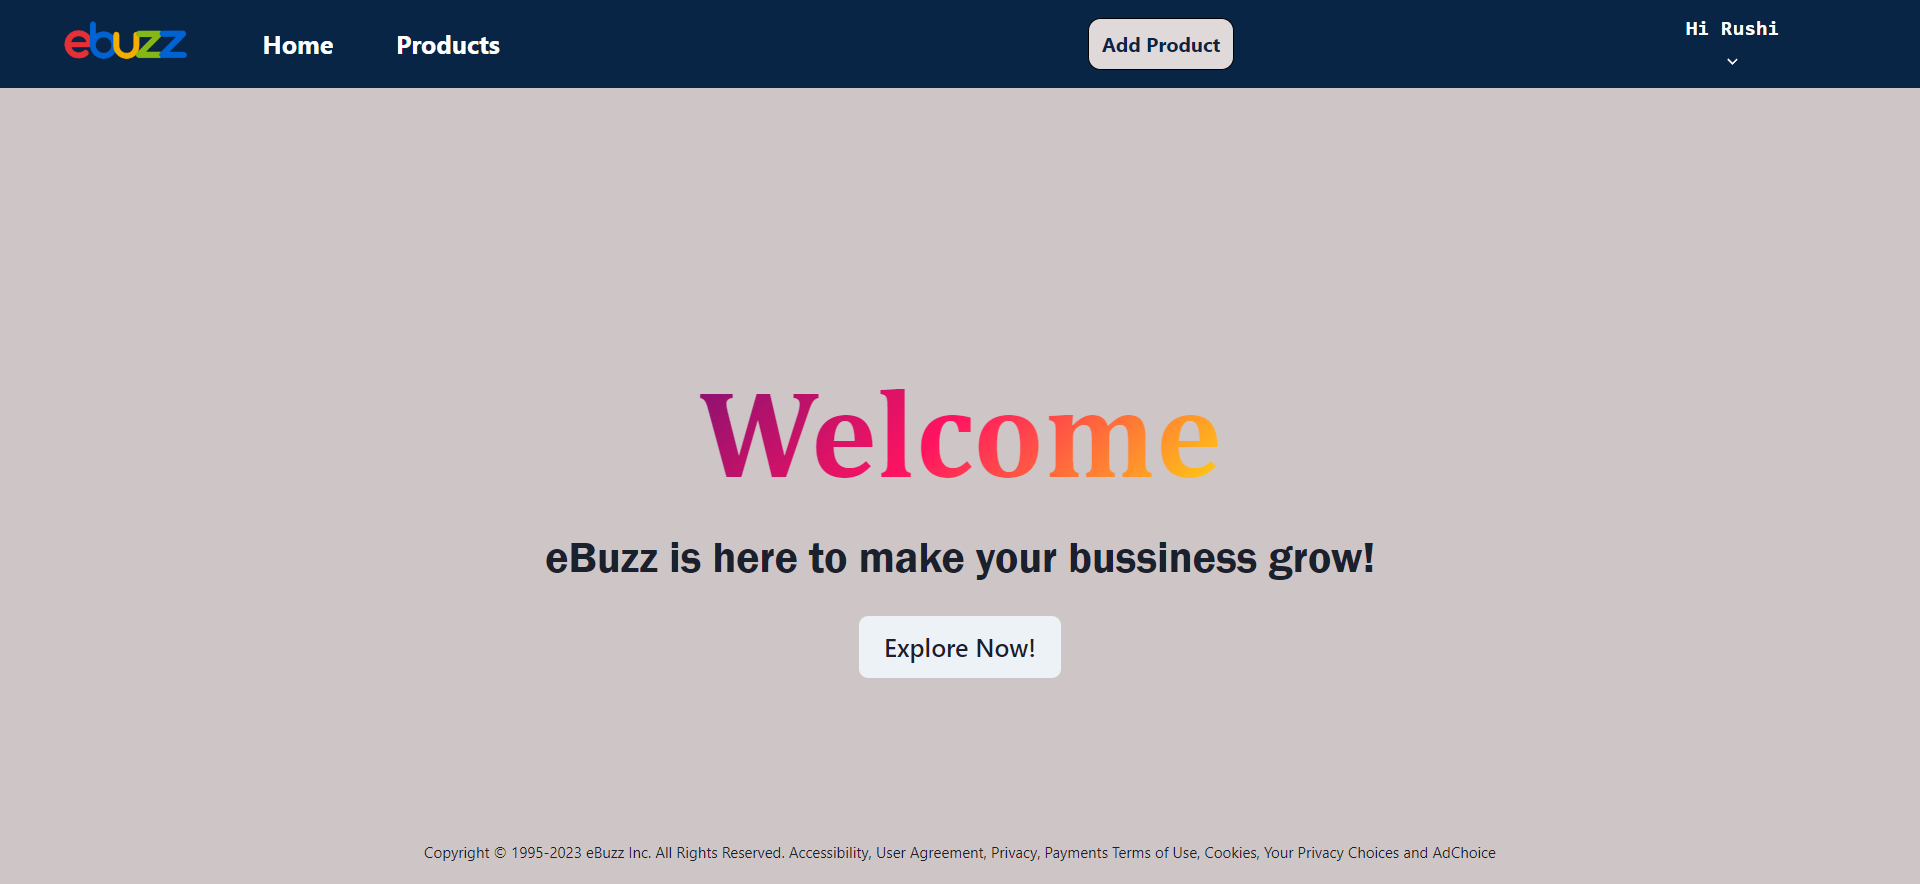 ebuzz
Home
Products
Add Product
Hi Rushi
Welcome
eBuzz is here to make your bussiness grow!
Explore Now!
Copyright © 1995-2023 eBuzz Inc. All Rights Reserved. Accessibility, User Agreement, Privacy, Payments Terms of Use, Cookies, Your Privacy Choices and AdChoice